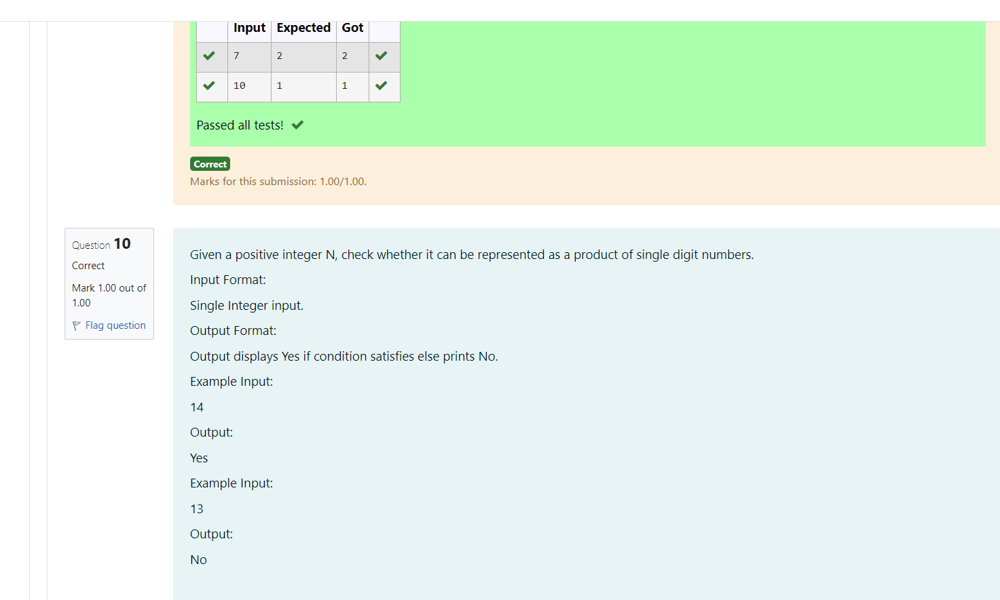 Input Expected Got
7 2 2
10 1 1
Passed all tests!
Correct
Marks for this submission: 1.00/1.00.
Question 10
Correct
Mark 1.00 out of
1.00
Flag question
Given a positive integer N, check whether it can be represented as a product of single digit numbers.
Input Format:
Single Integer input.
Output Format:
Output displays Yes if condition satisfies else prints No.
Example Input:
14
Output:
Yes
Example Input:
13
Output:
No